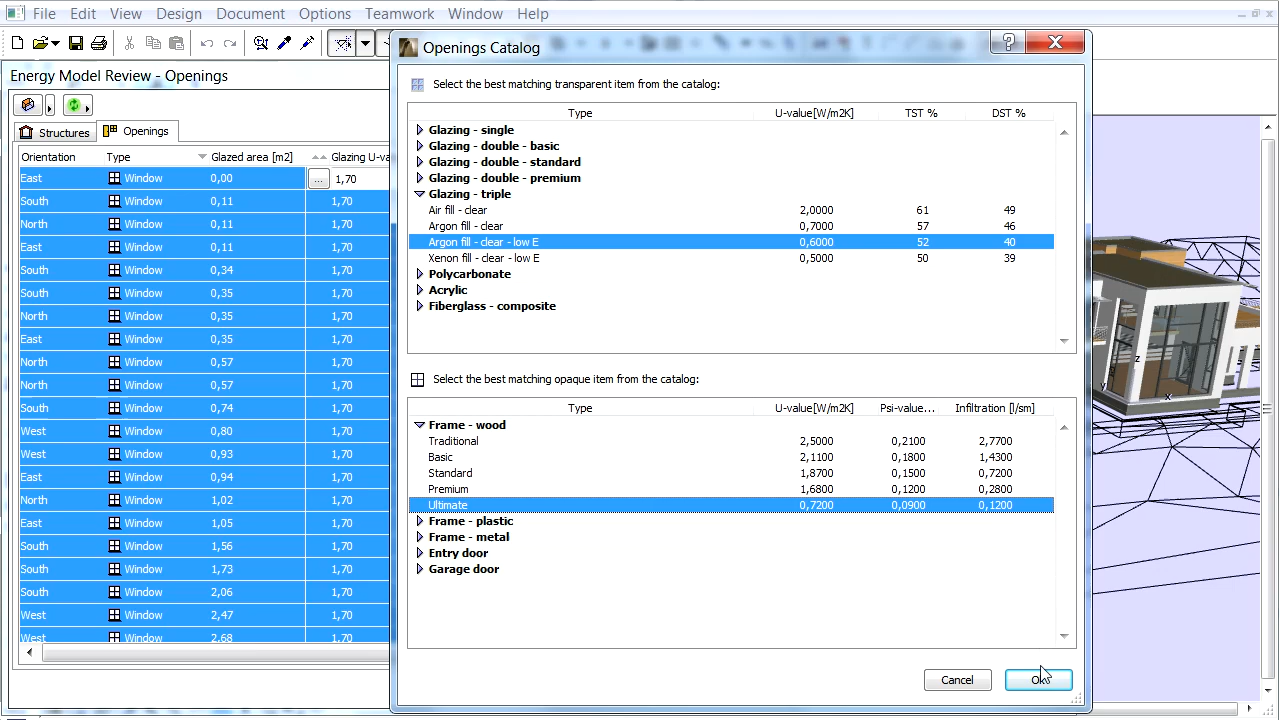 File Edit View Design Document Options Teamwork Window Help
Openings Catalog
Energy Model Review - Openings
Select the best matching transparent item from the catalog:
Structures Openings
Type U-value[W/m2K] TST % DST %
Glazing - single
Glazing - double - basic
Glazing - double - standard
Glazing - double - premium
Glazing - triple
Air fill - clear 2,0000 61 49
Argon fill - clear 0,7000 57 46
Argon fill - clear - low E 0,6000 52 40
Xenon fill - clear - low E 0,5000 50 39
Polycarbonate
Acrylic
Fiberglass - composite
Select the best matching opaque item from the catalog:
Type U-value[W/m2K] Psi-value... Infiltration [l/sm]
Frame - wood
Traditional 2,5000 0,2100 2,7700
Basic 2,1100 0,1800 1,4300
Standard 1,8700 0,1500 0,7200
Premium 1,6800 0,1200 0,2800
Ultimate 0,7200 0,0900 0,1200
Frame - plastic
Frame - metal
Entry door
Garage door
Cancel
Orientation Type Glazed area [m2] Glazing U-va
East Window 0,00 ... 1,70
South Window 0,11 1,70
North Window 0,11 1,70
East Window 0,11 1,70
South Window 0,34 1,70
South Window 0,35 1,70
North Window 0,35 1,70
East Window 0,35 1,70
North Window 0,57 1,70
North Window 0,57 1,70
South Window 0,74 1,70
West Window 0,80 1,70
West Window 0,93 1,70
East Window 0,94 1,70
North Window 1,02 1,70
East Window 1,05 1,70
South Window 1,56 1,70
South Window 1,73 1,70
South Window 2,06 1,70
West Window 2,47 1,70
West Window 2,68 1,70
z
y
x